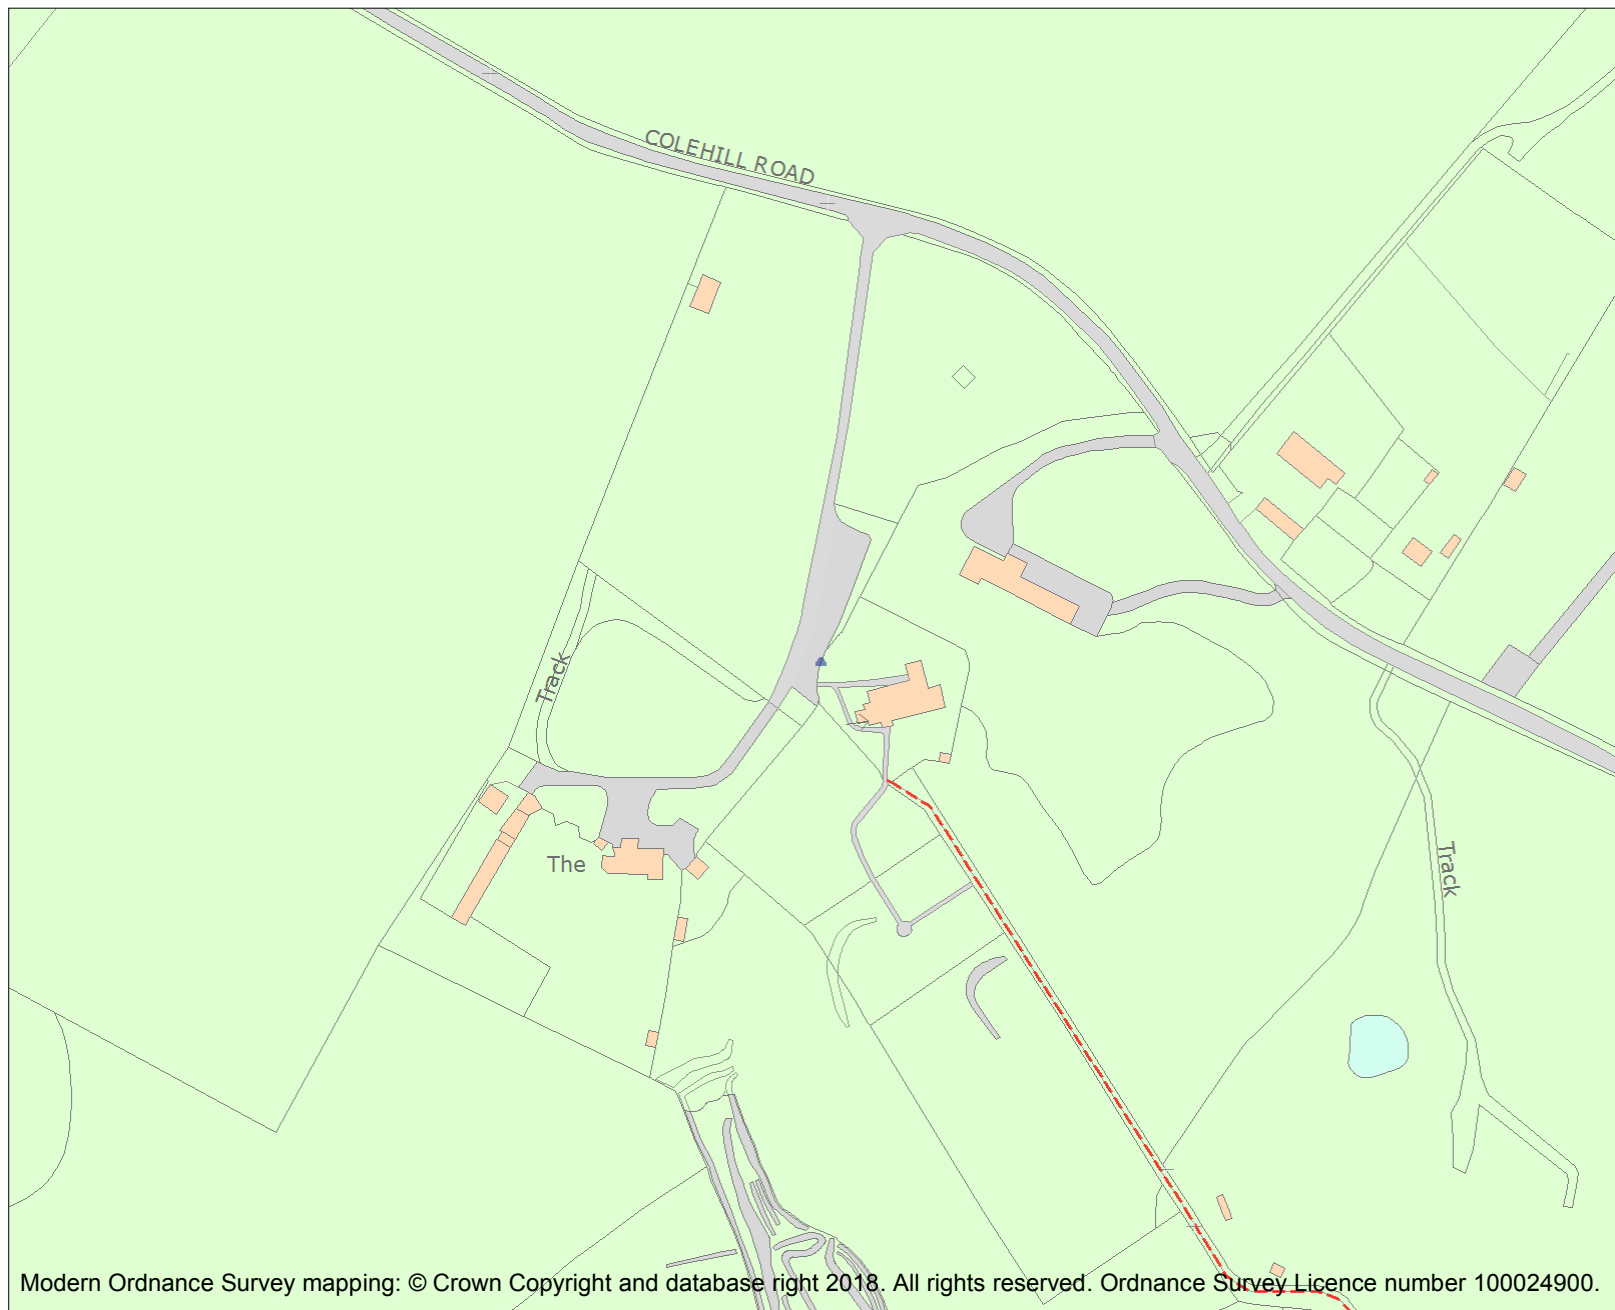 COLEHILL ROAD
Track
The
Track
Modern Ordnance Survey mapping: © Crown Copyright and database right 2018. All rights reserved. Ordnance Survey Licence number 100024900.